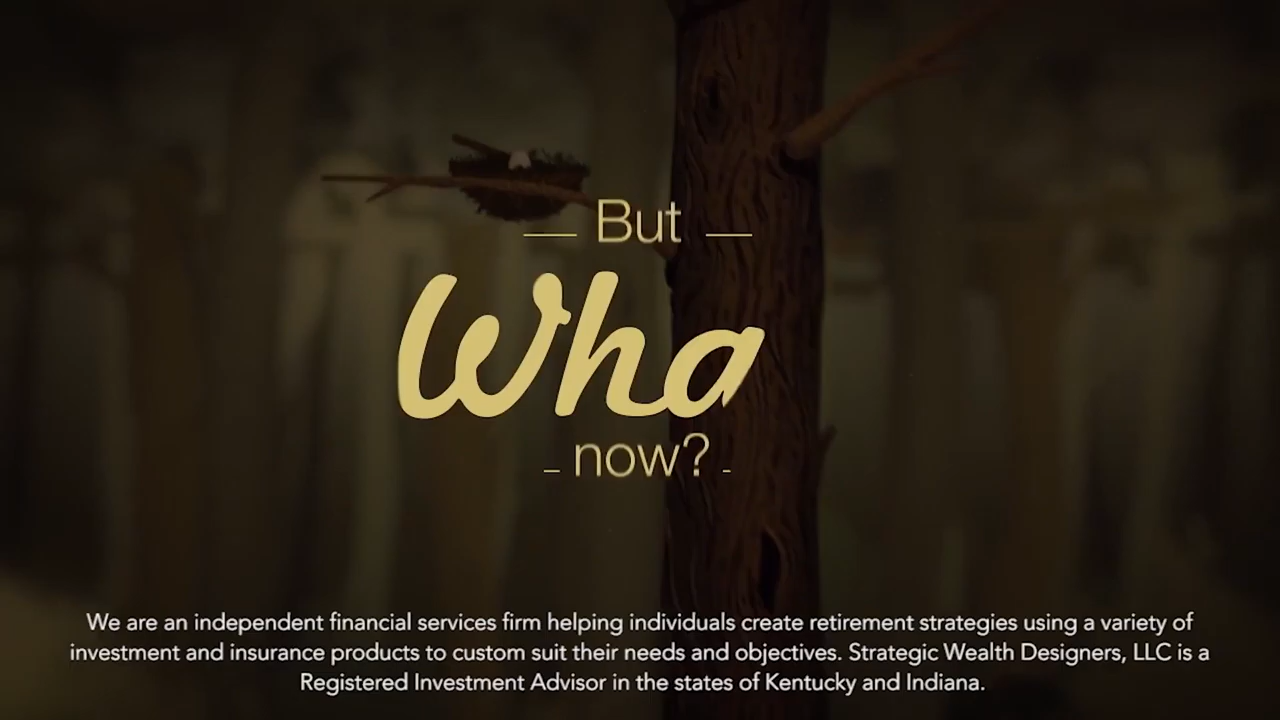 But
Wha
now?
We are an independent financial services firm helping individuals create retirement strategies using a variety of
investment and insurance products to custom suit their needs and objectives. Strategic Wealth Designers, LLC is a
Registered Investment Advisor in the states of Kentucky and Indiana.